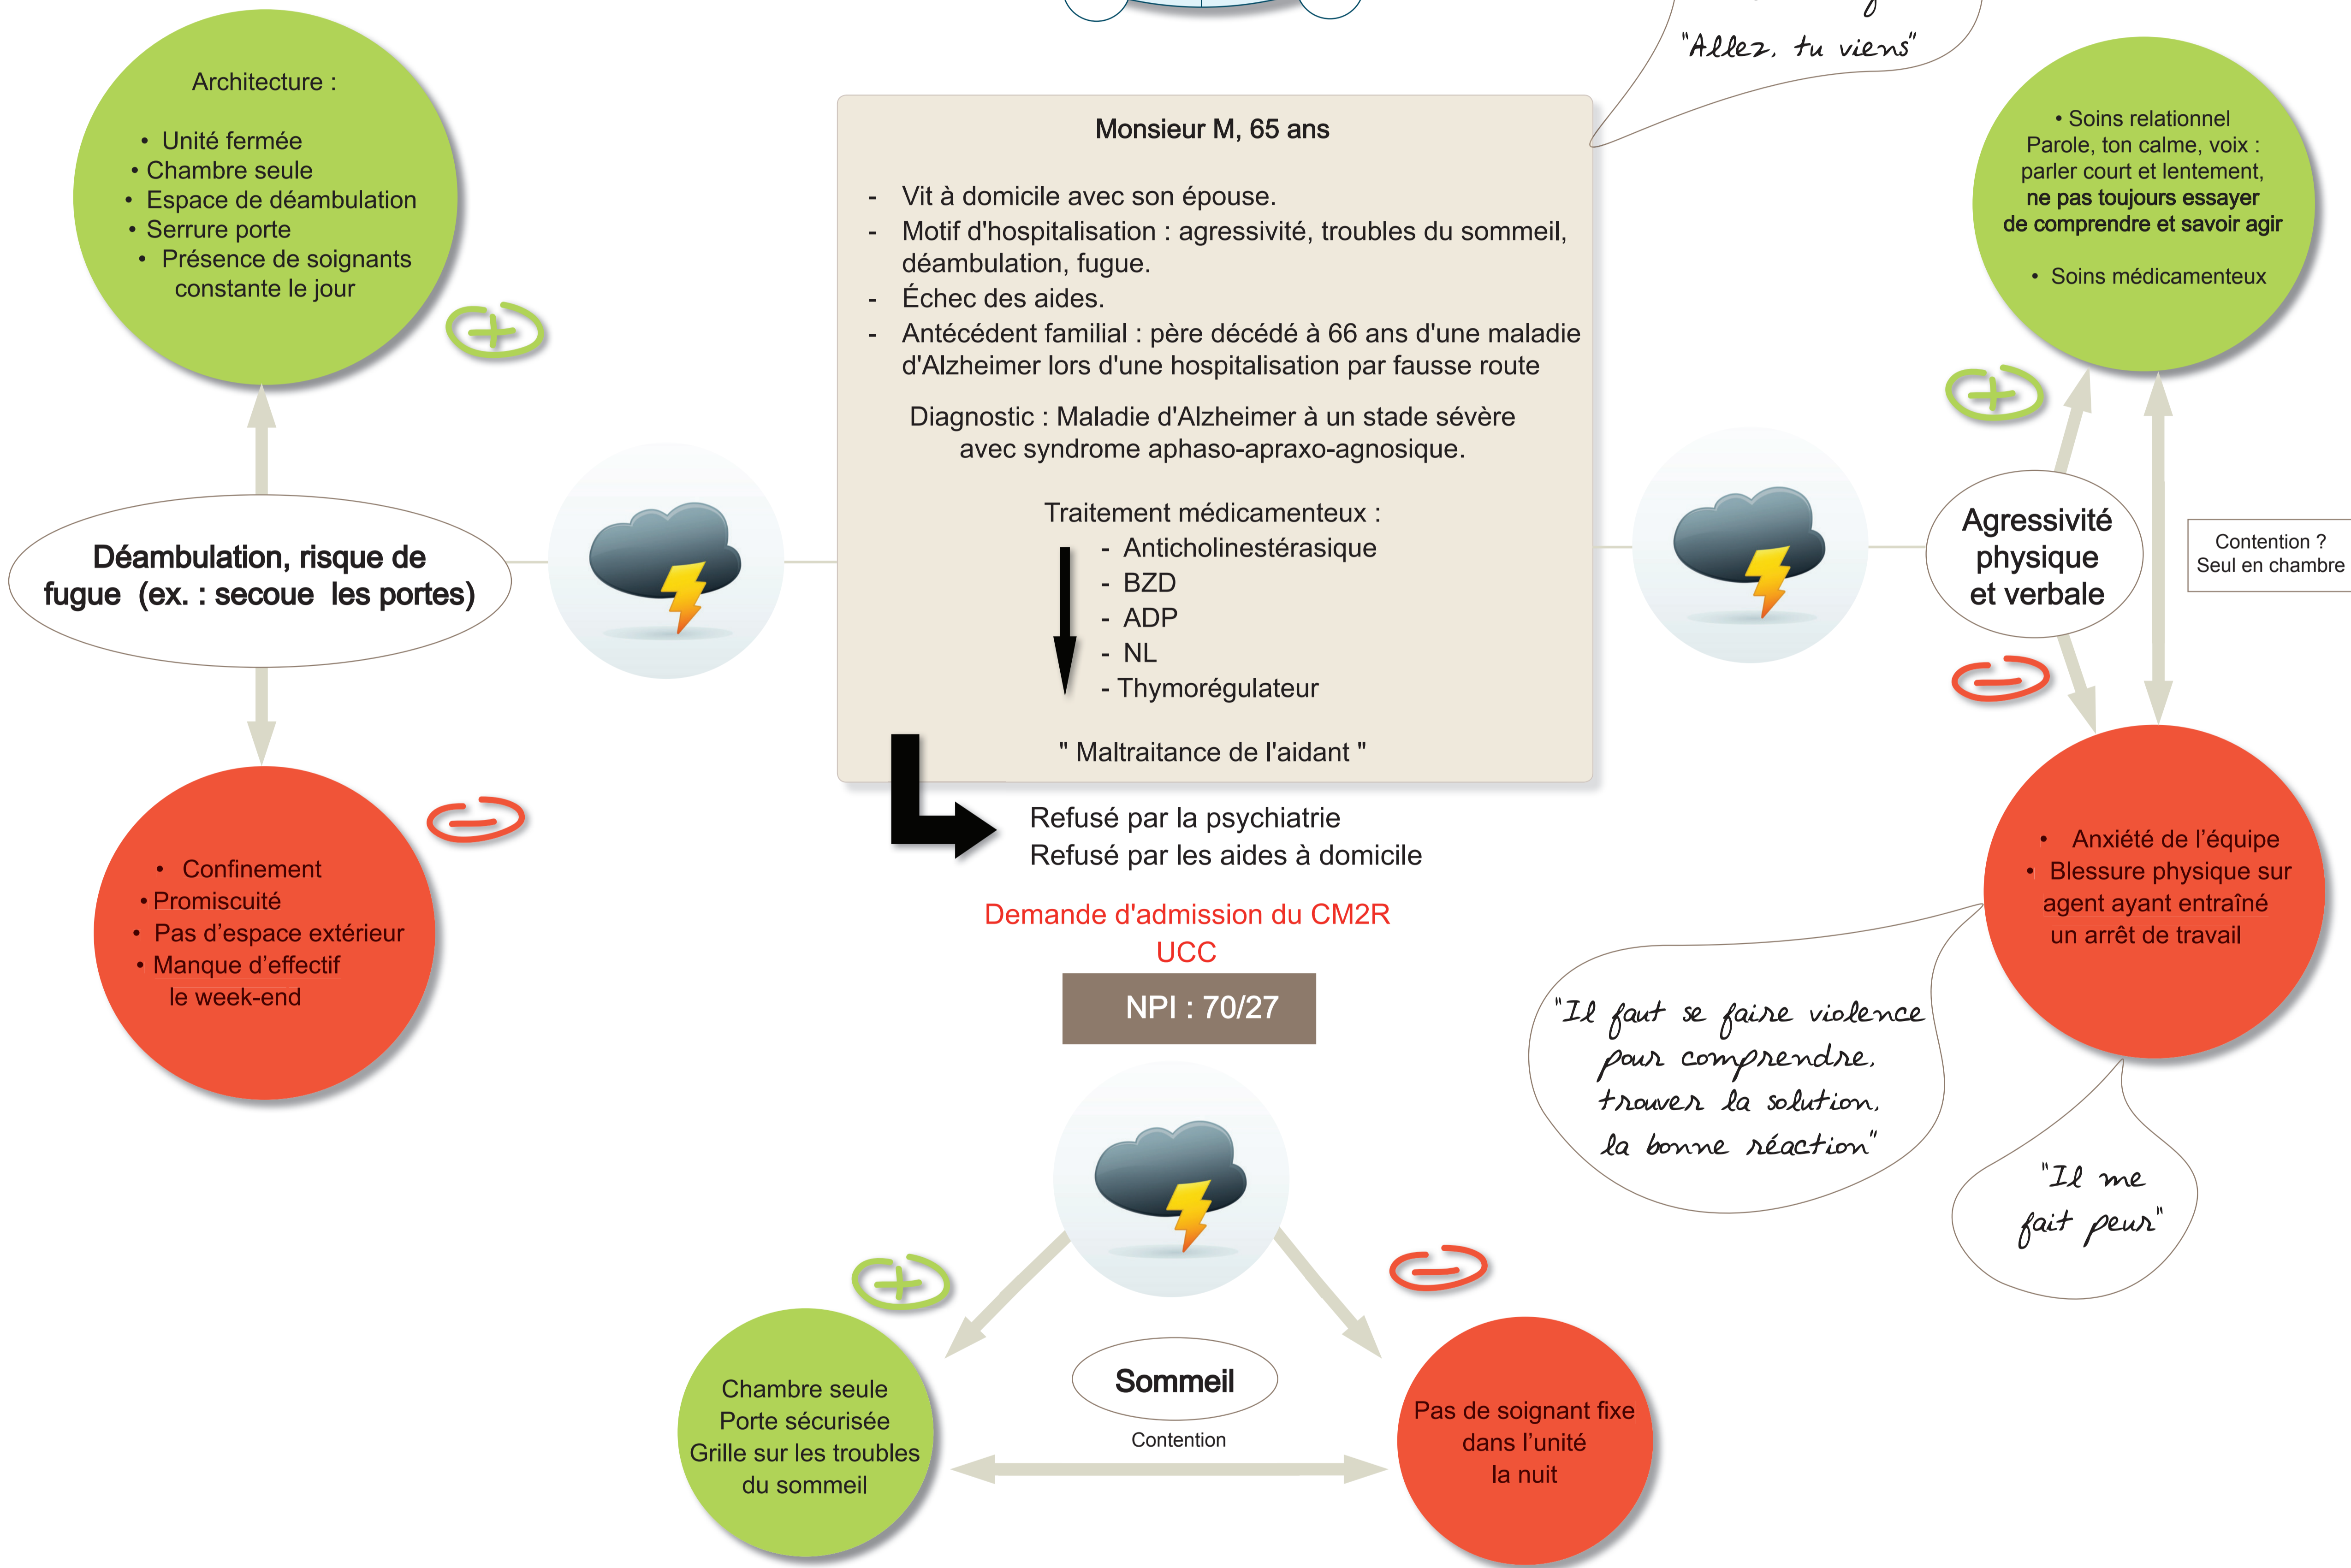 "Allez, tu viens"
Architecture :
• Unité fermée
• Chambre seule
• Espace de déambulation
• Serrure porte
• Présence de soignants
constante le jour
Monsieur M, 65 ans
- Vit à domicile avec son épouse.
- Motif d'hospitalisation : agressivité, troubles du sommeil,
déambulation, fugue.
- Échec des aides.
- Antécédent familial : père décédé à 66 ans d'une maladie
d'Alzheimer lors d'une hospitalisation par fausse route
Diagnostic : Maladie d'Alzheimer à un stade sévère
avec syndrome aphaso-apraxo-agnosique.
Traitement médicamenteux :
- Anticholinestérasique
- BZD
- ADP
- NL
- Thymorégulateur
" Maltraitance de l'aidant "
• Soins relationnel
Parole, ton calme, voix :
parler court et lentement,
ne pas toujours essayer
de comprendre et savoir agir
• Soins médicamenteux
Déambulation, risque de
fugue (ex. : secoue les portes)
Agressivité
physique
et verbale
Contention ?
Seul en chambre
• Confinement
• Promiscuité
• Pas d'espace extérieur
• Manque d'effectif
le week-end
Refusé par la psychiatrie
Refusé par les aides à domicile
Demande d'admission du CM2R
UCC
NPI : 70/27
• Anxiété de l'équipe
• Blessure physique sur
agent ayant entraîné
un arrêt de travail
"Il faut se faire violence
pour comprendre,
trouver la solution,
la bonne réaction"
"Il me
fait peur"
Chambre seule
Porte sécurisée
Grille sur les troubles
du sommeil
Sommeil
Contention
Pas de soignant fixe
dans l'unité
la nuit